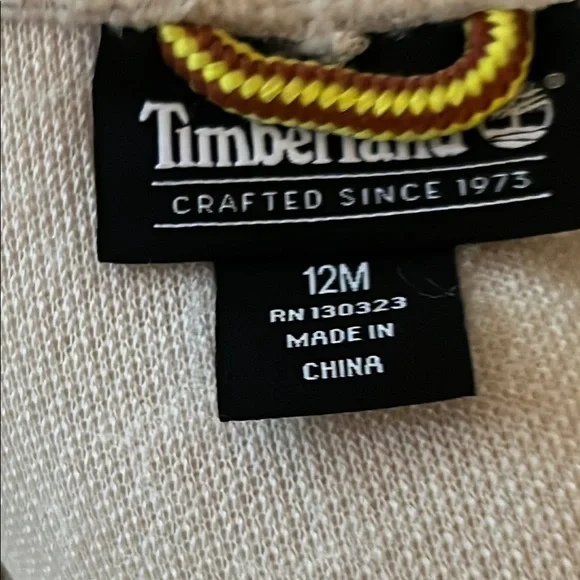 Timberland
CRAFTED SINCE 1973
12M
RN 130323
MADE IN
CHINA